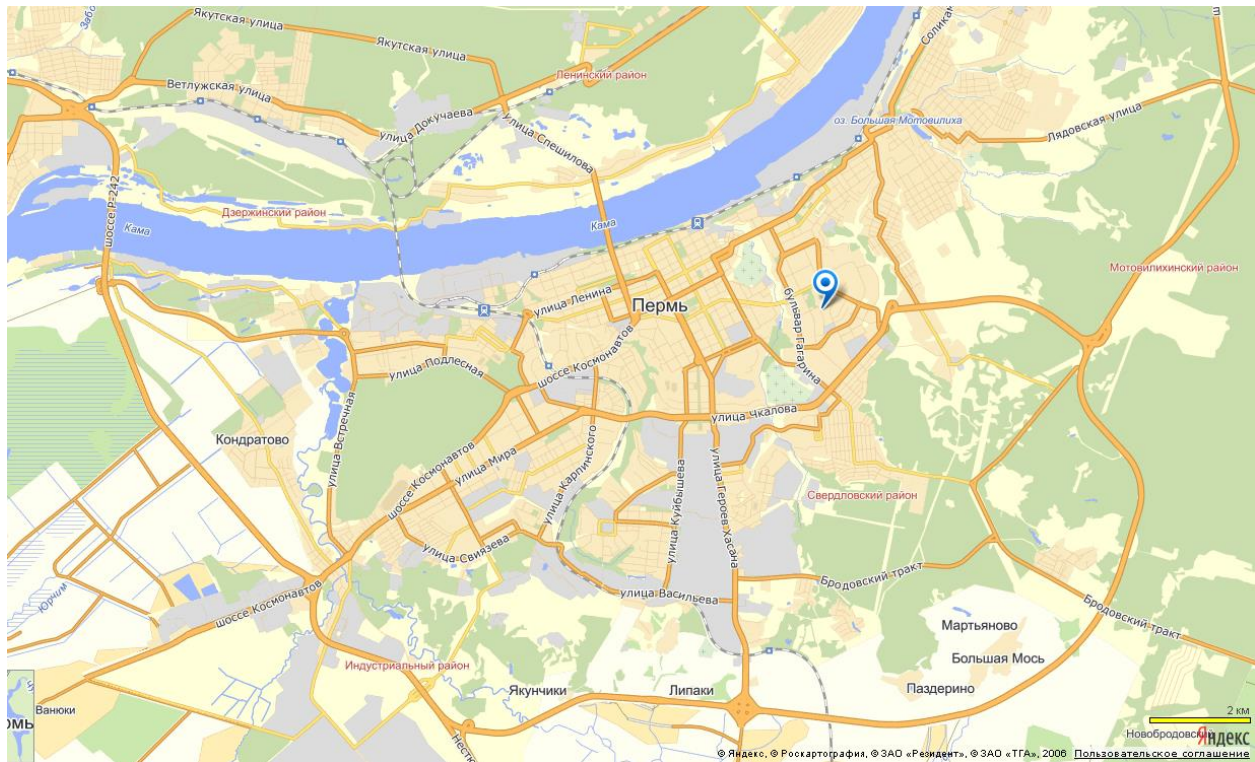 Якутская улица
Солика
Якутская улица
Ленинский район
Ветлужская улица
улица Докучаева
улица Спешилова
оз. Большая Мотовилиха
Лядовская улица
шоссе Р-242
Дзержинский район
Кама
Кама
Мотовилихинский район
улица Ленина
Пермь
бульвар Гагарина
шоссе Космонавтов
улица Подлесная
улица Чкалова
улица Встречная
Кондратово
шоссе Космонавтов
улица Мира
улица Карпинского
улица Куйбышева
улица Героев Хасана
Свердловский район
улица Свиязева
Юрчим
шоссе Космонавтов
улица Васильева
Бродовский тракт
Бродовский тракт
Мартьяново
Индустриальный район
Большая Мось
Якунчики
Липаки
Паздерино
Ванюки
2 км
Новобродовский
Яндекс
© Яндекс, © Роскартография, © ЗАО «Резидент», © ЗАО «ТГА», 2006 Пользовательское соглашение